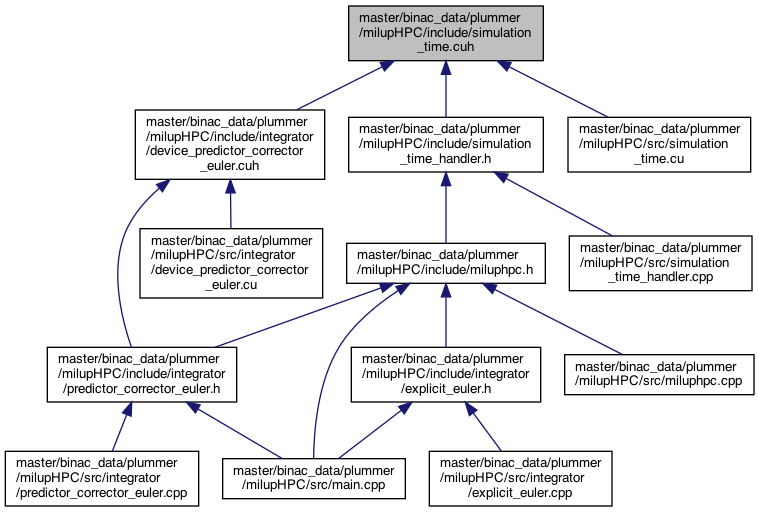 master/binac_data/plummer
/milupHPC/include/simulation
_time.cuh
master/binac_data/plummer
/milupHPC/include/integrator
/device_predictor_corrector
_euler.cuh
master/binac_data/plummer
/milupHPC/include/simulation
_time_handler.h
master/binac_data/plummer
/milupHPC/src/simulation
_time.cu
master/binac_data/plummer
/milupHPC/src/integrator
/device_predictor_corrector
_euler.cu
master/binac_data/plummer
/milupHPC/include/miluphpc.h
master/binac_data/plummer
/milupHPC/src/simulation
_time_handler.cpp
master/binac_data/plummer
/milupHPC/include/integrator
/predictor_corrector_euler.h
master/binac_data/plummer
/milupHPC/include/integrator
/explicit_euler.h
master/binac_data/plummer
/milupHPC/src/miluphpc.cpp
master/binac_data/plummer
/milupHPC/src/integrator
/predictor_corrector_euler.cpp
master/binac_data/plummer
/milupHPC/src/main.cpp
master/binac_data/plummer
/milupHPC/src/integrator
/explicit_euler.cpp